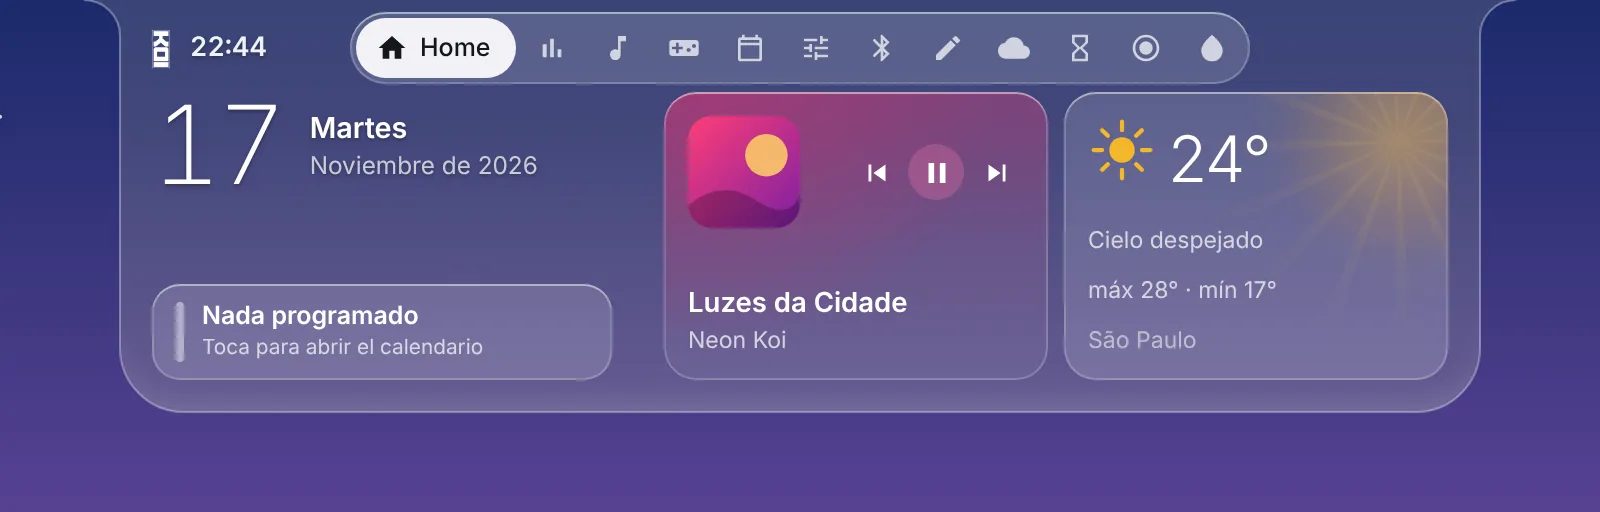 KOI
22:44
Home
17
Martes
Noviembre de 2026
Nada programado
Toca para abrir el calendario
Luzes da Cidade
Neon Koi
24°
Cielo despejado
máx 28° · mín 17°
São Paulo